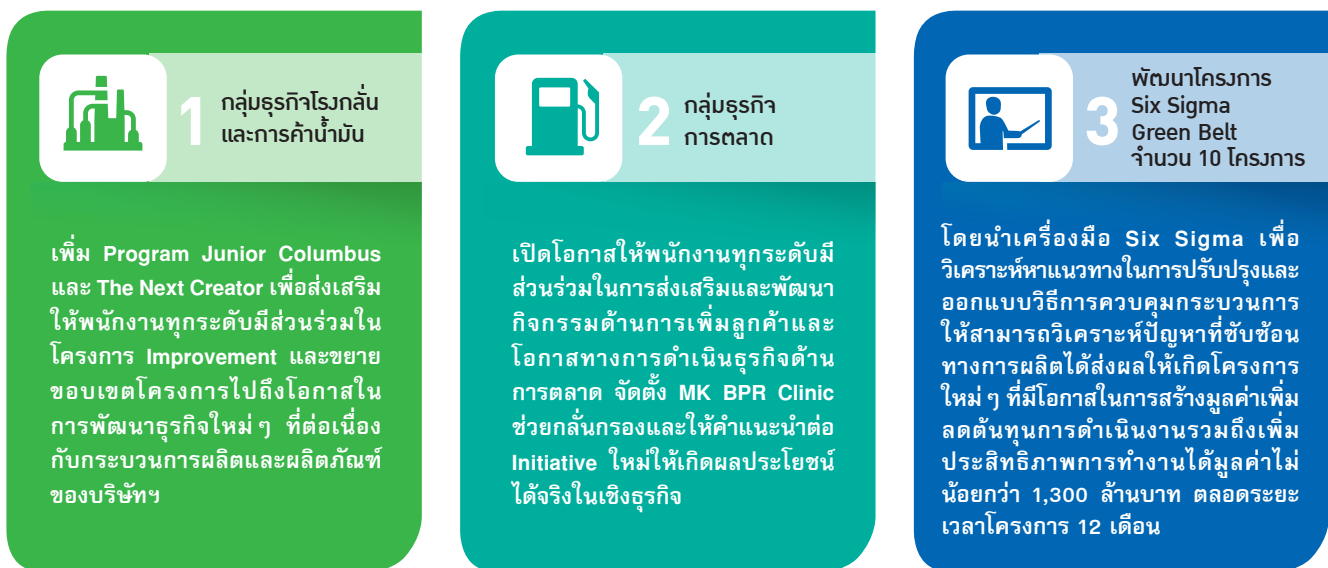 1
กลุ่มธุรกิจโรงกลั่น
และการค้าน้ำมัน
เพิ่ม Program Junior Columbus
และ The Next Creator เพื่อส่งเสริม
ให้พนักงานทุกระดับมีส่วนร่วมใน
โครงการ Improvement และขยาย
ขอบเขตโครงการไปถึงโอกาสใน
การพัฒนาธุรกิจใหม่ ๆ ที่ต่อเนื่อง
กับกระบวนการผลิตและผลิตภัณฑ์
ของบริษัทฯ
2
กลุ่มธุรกิจ
การตลาด
เปิดโอกาสให้พนักงานทุกระดับมี
ส่วนร่วมในการส่งเสริมและพัฒนา
กิจกรรมด้านการเพิ่มลูกค้าและ
โอกาสทางการดำเนินธุรกิจด้าน
การตลาด จัดตั้ง MK BPR Clinic
ช่วยกลั่นกรองและให้คำแนะนำต่อ
Initiative ใหม่ให้เกิดผลประโยชน์
ได้จริงในเชิงธุรกิจ
3
พัฒนาโครงการ
Six Sigma
Green Belt
จำนวน 10 โครงการ
โดยนำเครื่องมือ Six Sigma เพื่อ
วิเคราะห์หาแนวทางในการปรับปรุงและ
ออกแบบวิธีการควบคุมกระบวนการ
ให้สามารถวิเคราะห์ปัญหาที่ซับซ้อน
ทางการผลิตได้ส่งผลให้เกิดโครงการ
ใหม่ ๆ ที่มีโอกาสในการสร้างมูลค่าเพิ่ม
ลดต้นทุนการดำเนินงานรวมถึงเพิ่ม
ประสิทธิภาพการทำงานได้มูลค่าไม่
น้อยกว่า 1,300 ล้านบาท ตลอดระยะ
เวลาโครงการ 12 เดือน